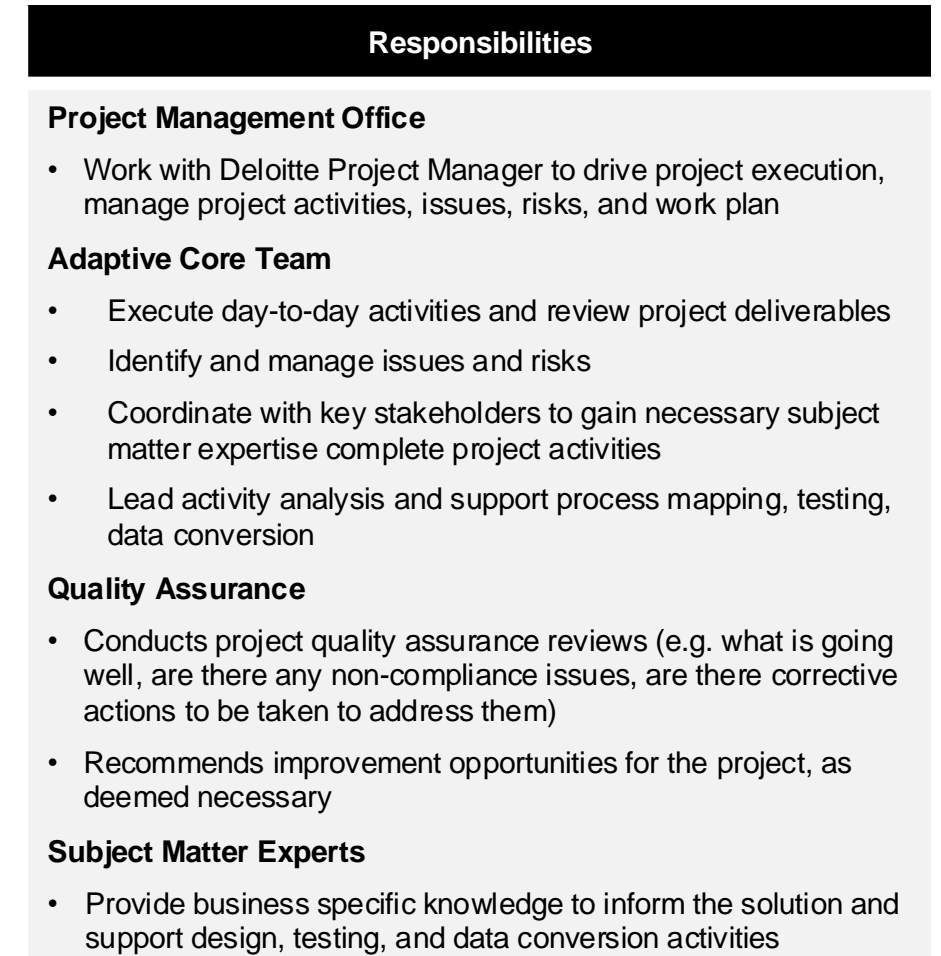 Responsibilities
Project Management Office
• Work with Deloitte Project Manager to drive project execution,
manage project activities, issues, risks, and work plan
Adaptive Core Team
• Execute day-to-day activities and review project deliverables
• Identify and manage issues and risks
• Coordinate with key stakeholders to gain necessary subject
matter expertise complete project activities
• Lead activity analysis and support process mapping, testing,
data conversion
Quality Assurance
• Conducts project quality assurance reviews (e.g. what is going
well, are there any non-compliance issues, are there corrective
actions to be taken to address them)
• Recommends improvement opportunities for the project, as
deemed necessary
Subject Matter Experts
• Provide business specific knowledge to inform the solution and
support design, testing, and data conversion activities